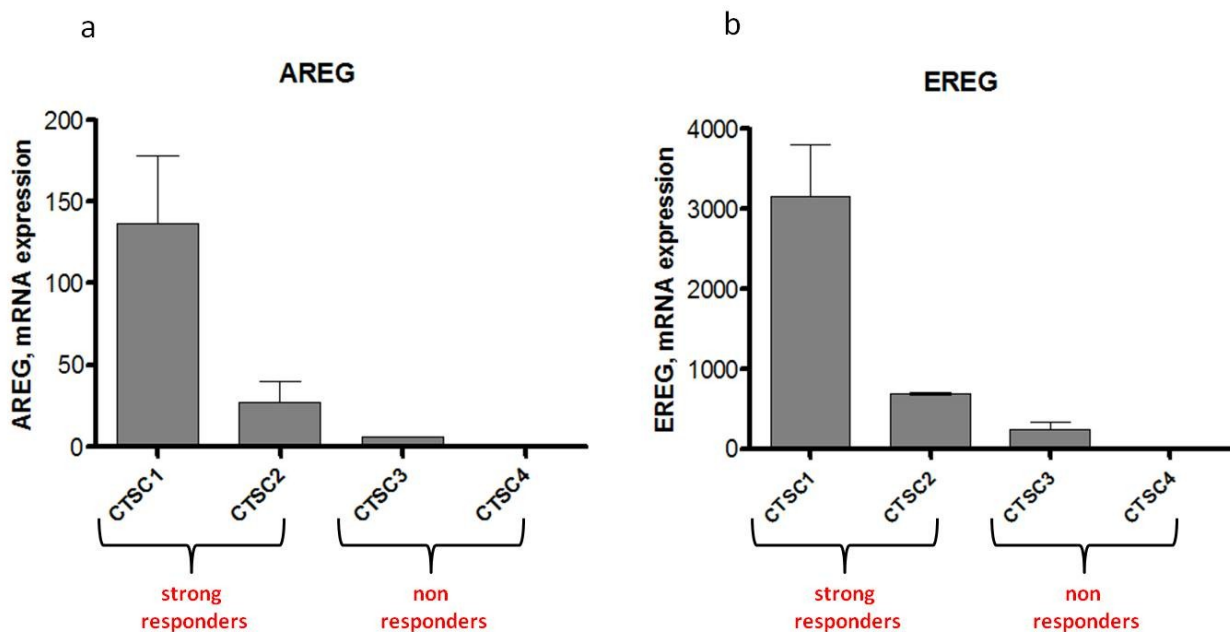 a
AREG
AREG, mRNA expression
200
150
100
50
0
CTSC1
CTSC2
CTSC3
CTSC4
strong
responders
non
responders
b
EREG
EREG, mRNA expression
4000
3000
2000
1000
0
CTSC1
CTSC2
CTSC3
CTSC4
strong
responders
non
responders